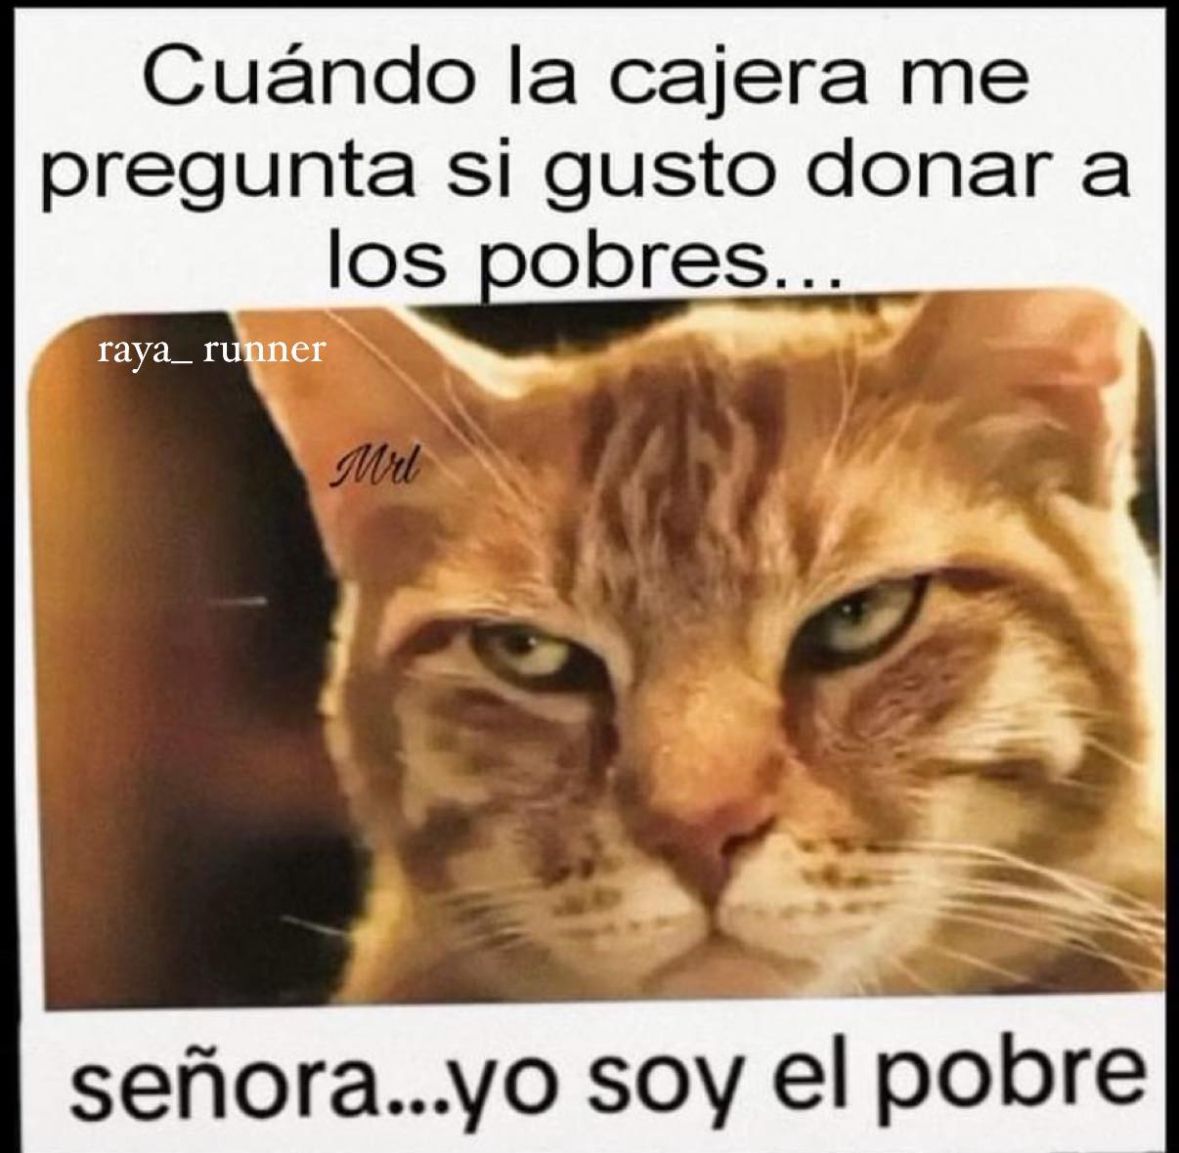 Cuándo la cajera me
pregunta si gusto donar a
los pobres...
raya_ runner
Mrl
señora...yo soy el pobre